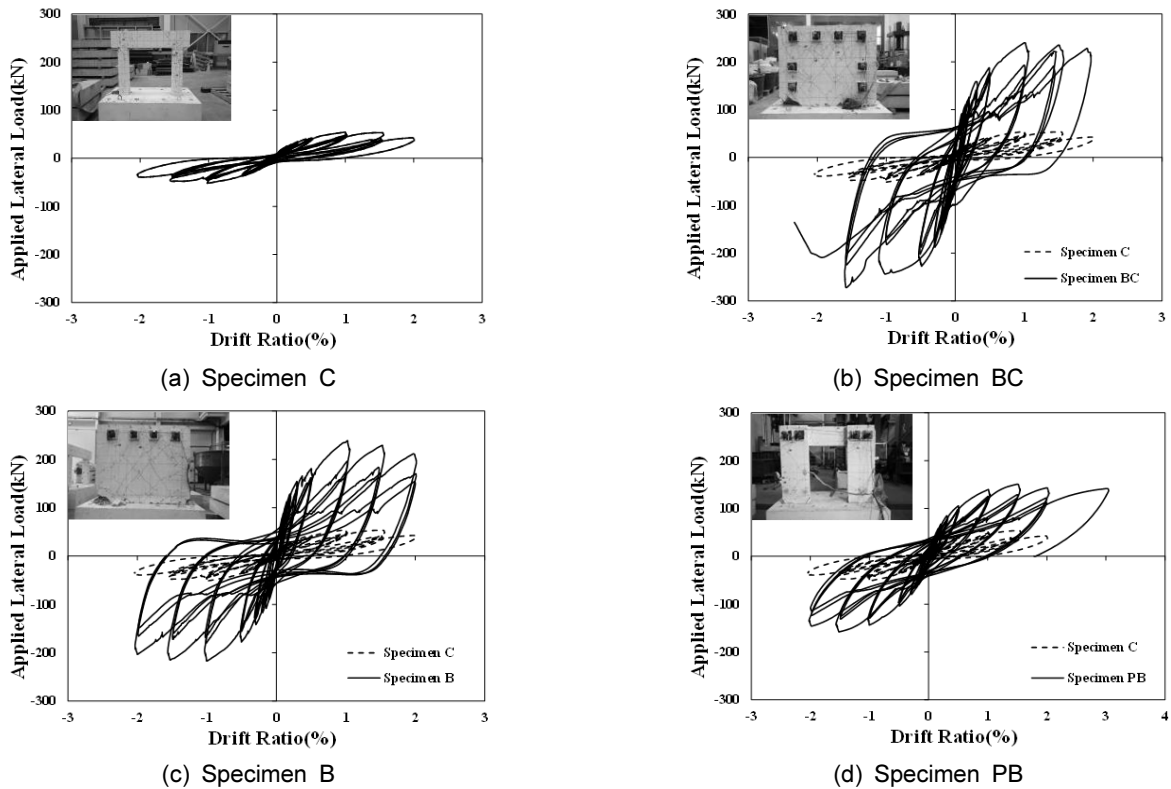 300
200
100
0
-100
-200
-300
-3 -2 -1 0 1 2 3
Applied Lateral Load(kN)
Drift Ratio(%)
(a) Specimen C
300
200
100
0
-100
-200
-300
-3 -2 -1 0 1 2 3
Applied Lateral Load(kN)
Drift Ratio(%)
Specimen C
Specimen BC
(b) Specimen BC
300
200
100
0
-100
-200
-300
-3 -2 -1 0 1 2 3
Applied Lateral Load(kN)
Drift Ratio(%)
Specimen C
Specimen B
(c) Specimen B
300
200
100
0
-100
-200
-300
-3 -2 -1 0 1 2 3 4
Applied Lateral Load(kN)
Drift Ratio(%)
Specimen C
Specimen PB
(d) Specimen PB